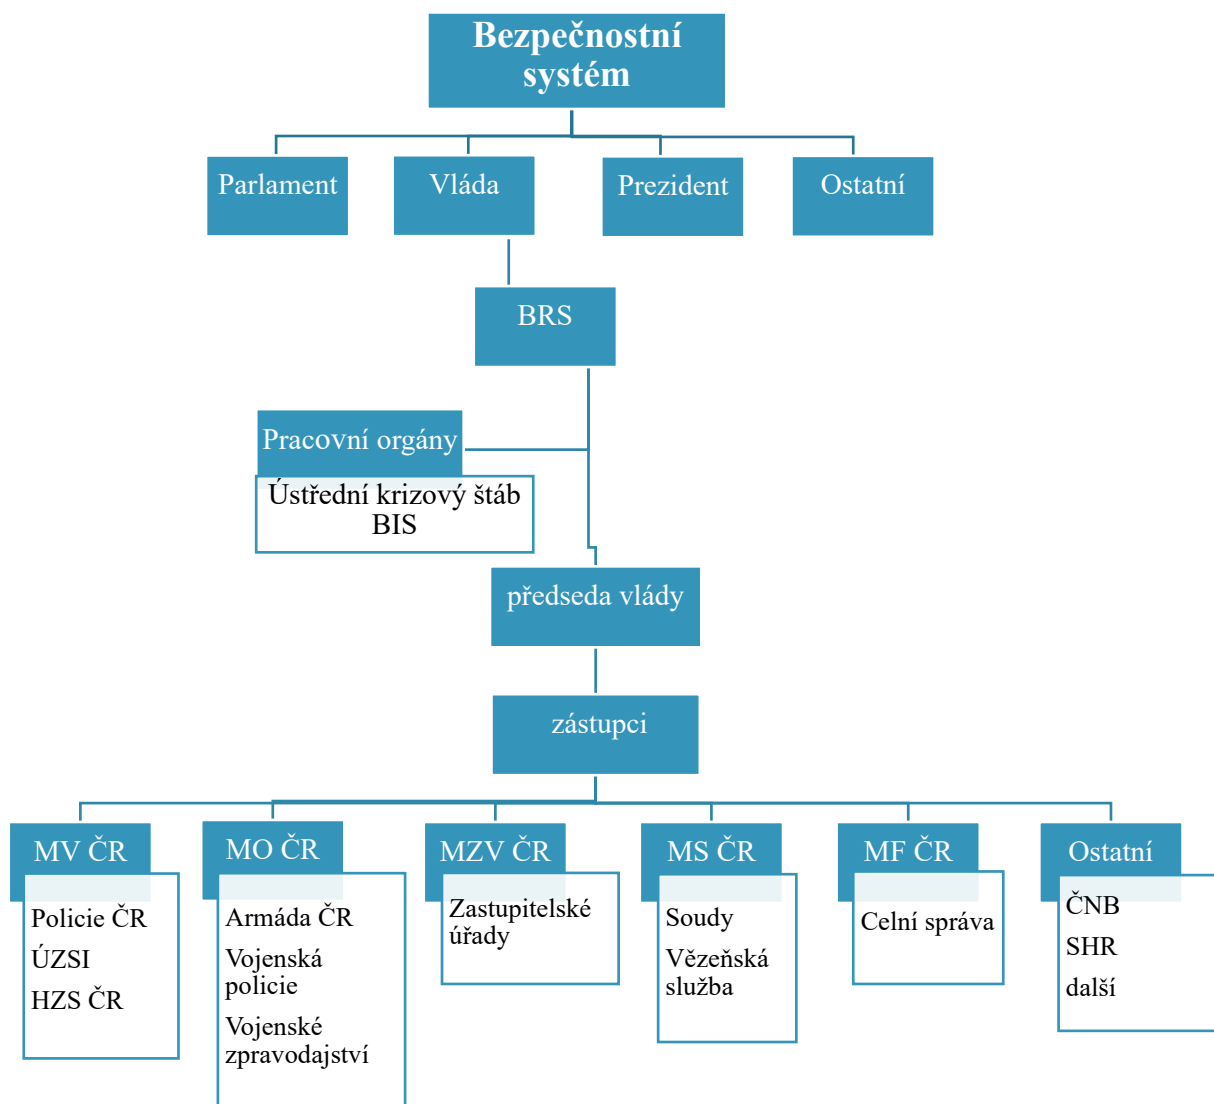 Bezpečnostní
systém
Parlament
Vláda
Prezident
Ostatní
BRS
Pracovní orgány
Ústřední krizový štáb
BIS
předseda vlády
zástupci
MV ČR
Policie ČR
ÚZSI
HZS ČR
MO ČR
Armáda ČR
Vojenská
policie
Vojenské
zpravodajství
MZV ČR
Zastupitelské
úřady
MS ČR
Soudy
Vězeňská
služba
MF ČR
Celní správa
Ostatní
ČNB
SHR
další